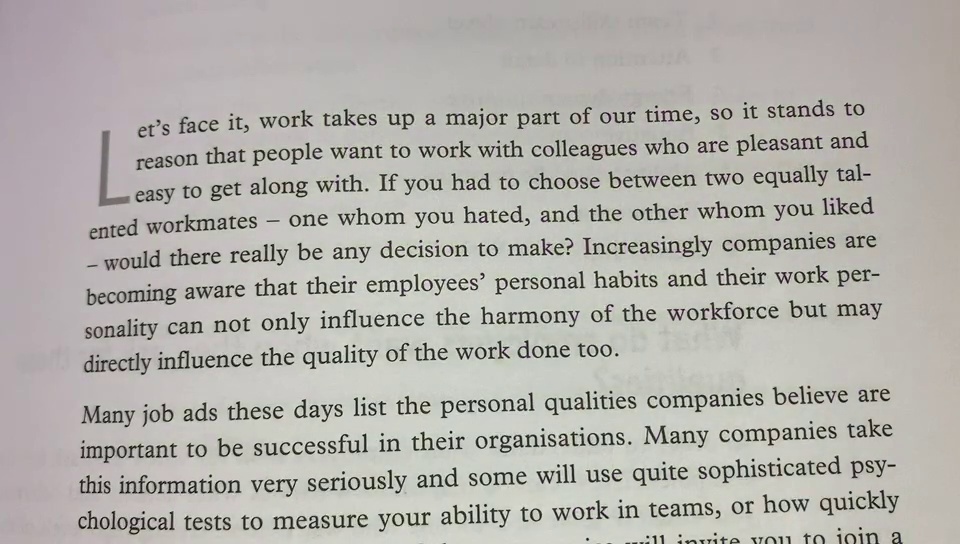 Let's face it, work takes up a major part of our time, so it stands to
reason that people want to work with colleagues who are pleasant and
easy to get along with. If you had to choose between two equally tal-
ented workmates – one whom you hated, and the other whom you liked
– would there really be any decision to make? Increasingly companies are
becoming aware that their employees' personal habits and their work per-
sonality can not only influence the harmony of the workforce but may
directly influence the quality of the work done too.
Many job ads these days list the personal qualities companies believe are
important to be successful in their organisations. Many companies take
this information very seriously and some will use quite sophisticated psy-
chological tests to measure your ability to work in teams, or how quickly
will invite you to join a